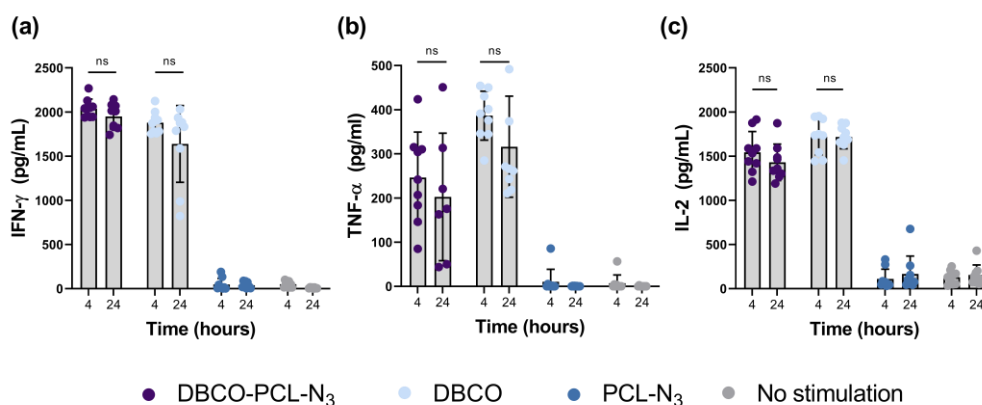 (a)
ns ns
2500
2000
1500
1000
500
0
IFN-γ (pg/mL)
4 24 4 24 4 24 4 24
Time (hours)
(b)
ns ns
500
400
300
200
100
0
TNF-α (pg/ml)
4 24 4 24 4 24 4 24
Time (hours)
(c)
ns ns
2500
2000
1500
1000
500
0
IL-2 (pg/mL)
4 24 4 24 4 24 4 24
Time (hours)
DBCO-PCL-N₃ DBCO PCL-N₃ No stimulation